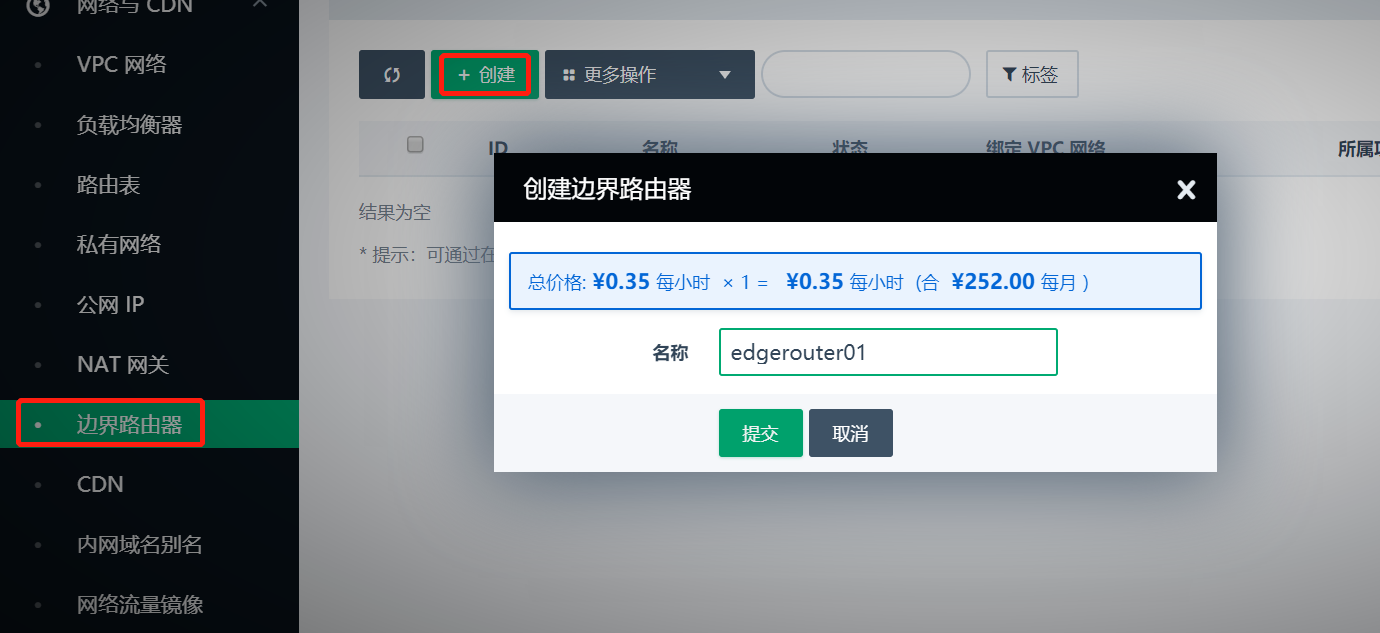 网络与 CDN
VPC 网络
负载均衡器
路由表
私有网络
公网 IP
NAT 网关
边界路由器
CDN
内网域名别名
网络流量镜像
+ 创建
更多操作
标签
ID 名称 状态 绑定 VPC 网络 所属项
结果为空
* 提示：可通过在
创建边界路由器
总价格: ¥0.35 每小时 × 1 = ¥0.35 每小时 (合 ¥252.00 每月 )
名称 edgerouter01
提交 取消